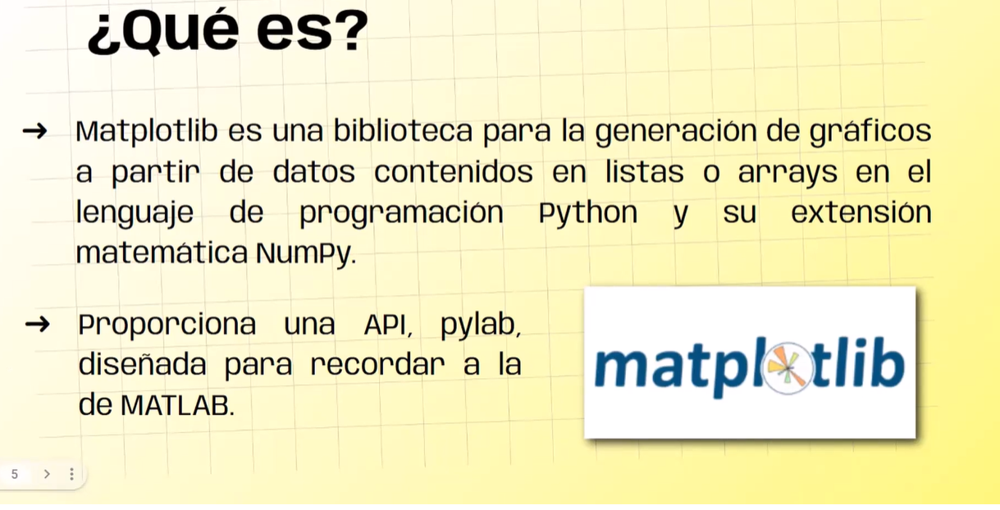 ¿Qué es?
→ Matplotlib es una biblioteca para la generación de gráficos
a partir de datos contenidos en listas o arrays en el
lenguaje de programación Python y su extensión
matemática NumPy.
→ Proporciona una API, pylab,
diseñada para recordar a la
de MATLAB.
matplotlib
5